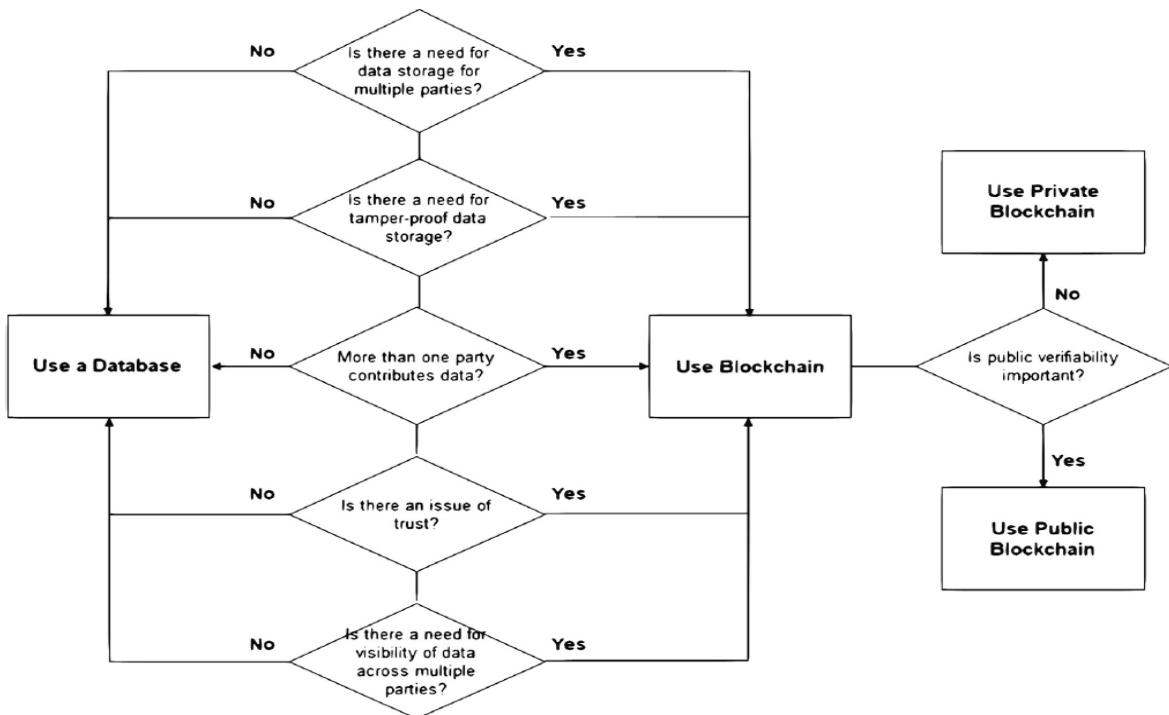 No
Is there a need for
data storage for
multiple parties?
Yes
No
Is there a need for
tamper-proof data
storage?
Yes
Use a Database
No
More than one party
contributes data?
Yes
Use Blockchain
No
Is there an issue of
trust?
Yes
No
Is there a need for
visibility of data
across multiple
parties?
Yes
Use Private
Blockchain
No
Is public verifiability
important?
Yes
Use Public
Blockchain